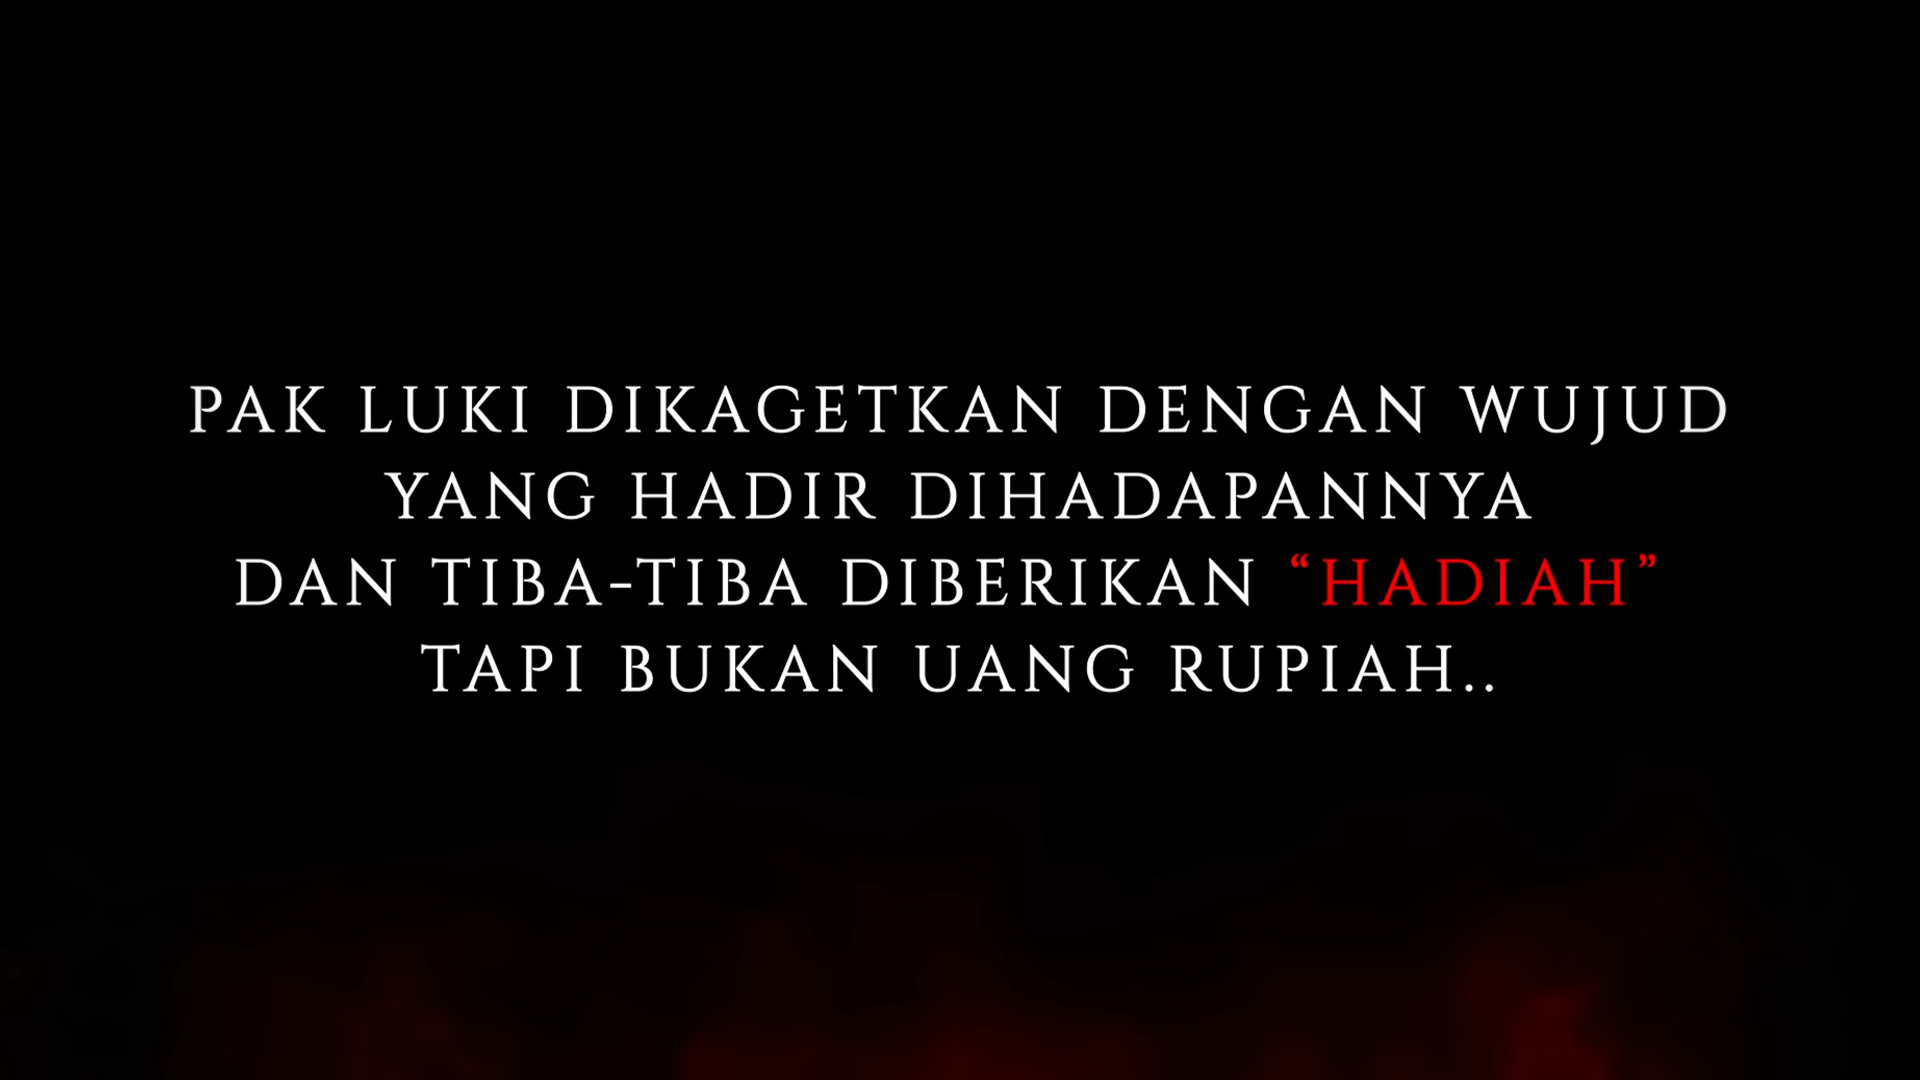 PAK LUKI DIKAGETKAN DENGAN WUJUD
YANG HADIR DIHADAPANNYA
DAN TIBA-TIBA DIBERIKAN “HADIAH”
TAPI BUKAN UANG RUPIAH..